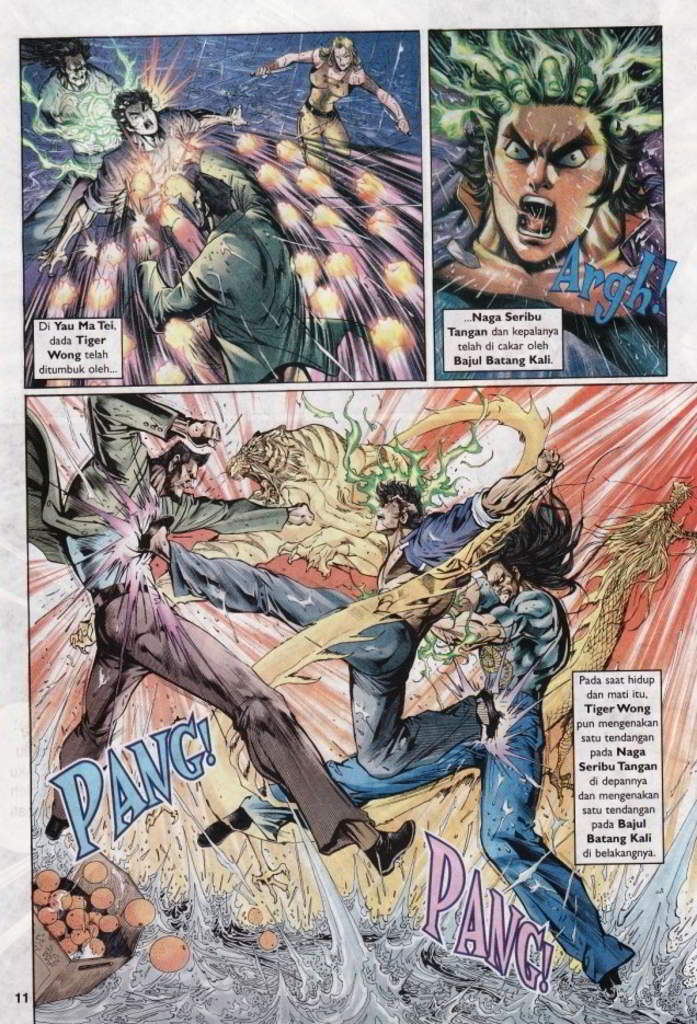 Di Yau Ma Tei,
dada Tiger
Wong telah
ditumbuk oleh...
...Naga Seribu
Tangan dan kepalanya
telah di cakar oleh
Bajul Batang Kali.
Argh!
Pada saat hidup
dan mati itu,
Tiger Wong
pun mengenakan
satu tendangan
pada Naga
Seribu Tangan
di depannya
dan mengenakan
satu tendangan
pada Bajul
Batang Kali
di belakangnya.
PANG!
PANG!
11